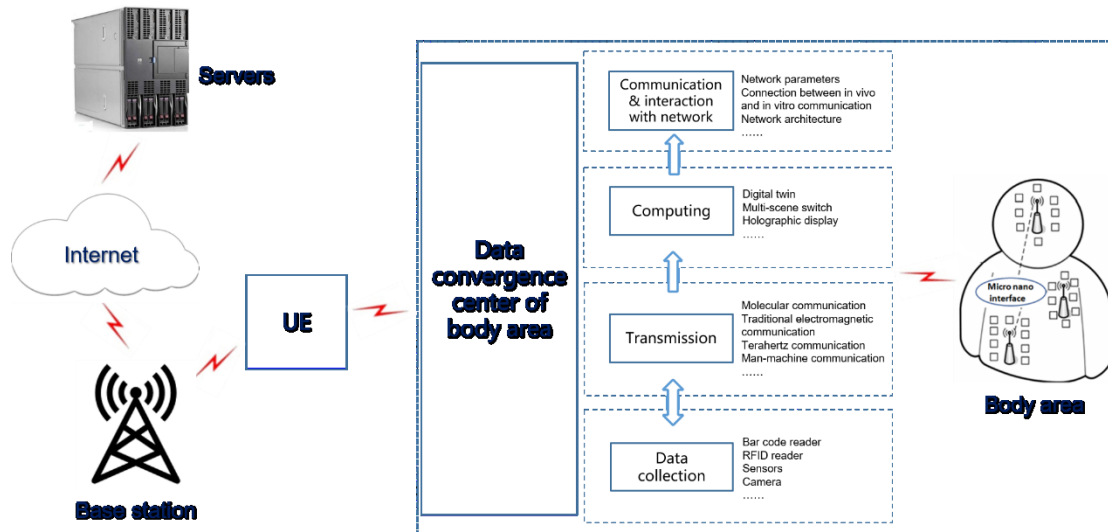 Servers
Internet
Base station
UE
Data
convergence
center of
body area
Communication
& interaction
with network
Network parameters
Connection between in vivo
and in vitro communication
Network architecture
......
Computing
Digital twin
Multi-scene switch
Holographic display
......
Transmission
Molecular communication
Traditional electromagnetic
communication
Terahertz communication
Man-machine communication
......
Data
collection
Bar code reader
RFID reader
Sensors
Camera
......
Micro nano
interface
Body area